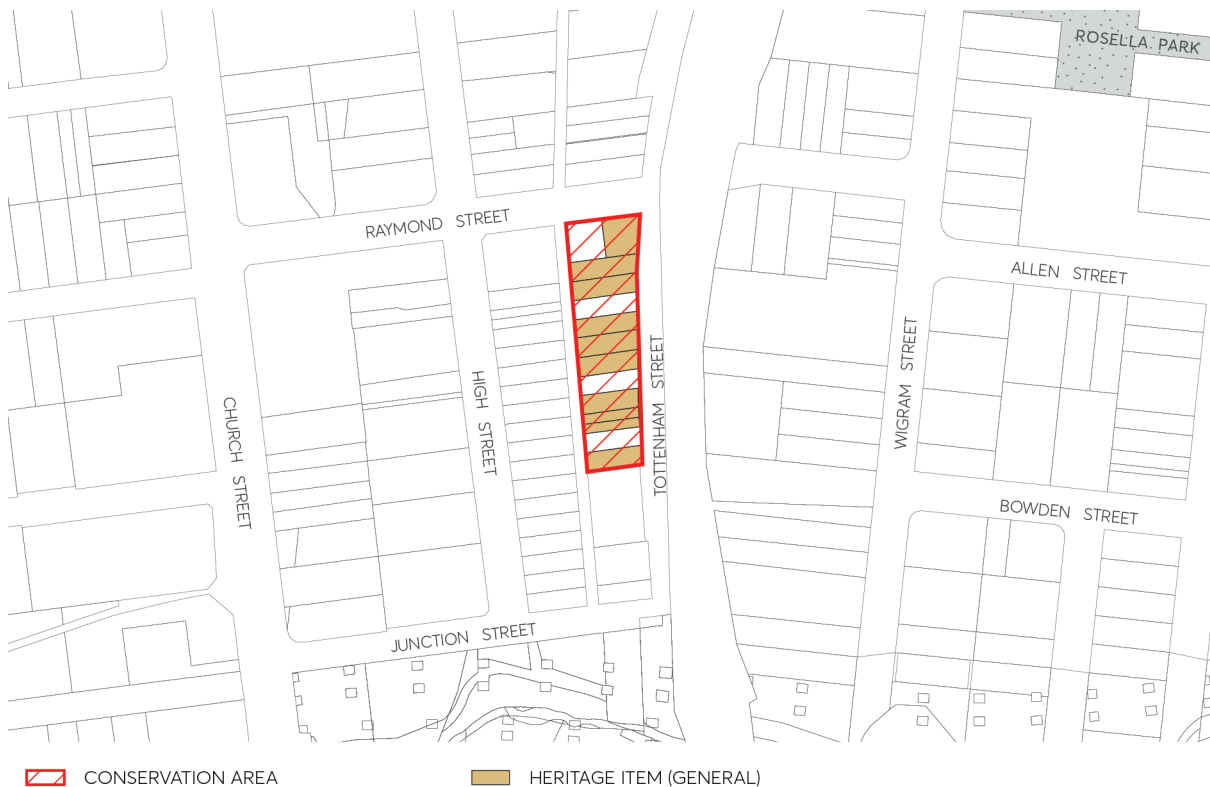 ROSELLA PARK
RAYMOND STREET
ALLEN STREET
WIGRAM STREET
TOTTENHAM STREET
HIGH STREET
CHURCH STREET
BOWDEN STREET
JUNCTION STREET
CONSERVATION AREA
HERITAGE ITEM (GENERAL)